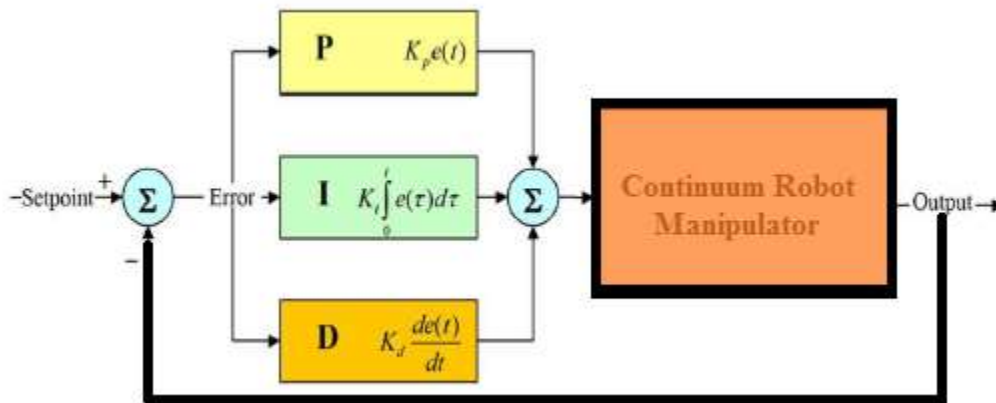 P K_p e(t)
Setpoint + Σ Error I K_i ∫_0^t e(τ)dτ Σ Continuum Robot
Manipulator Output
−
D K_d de(t)/dt